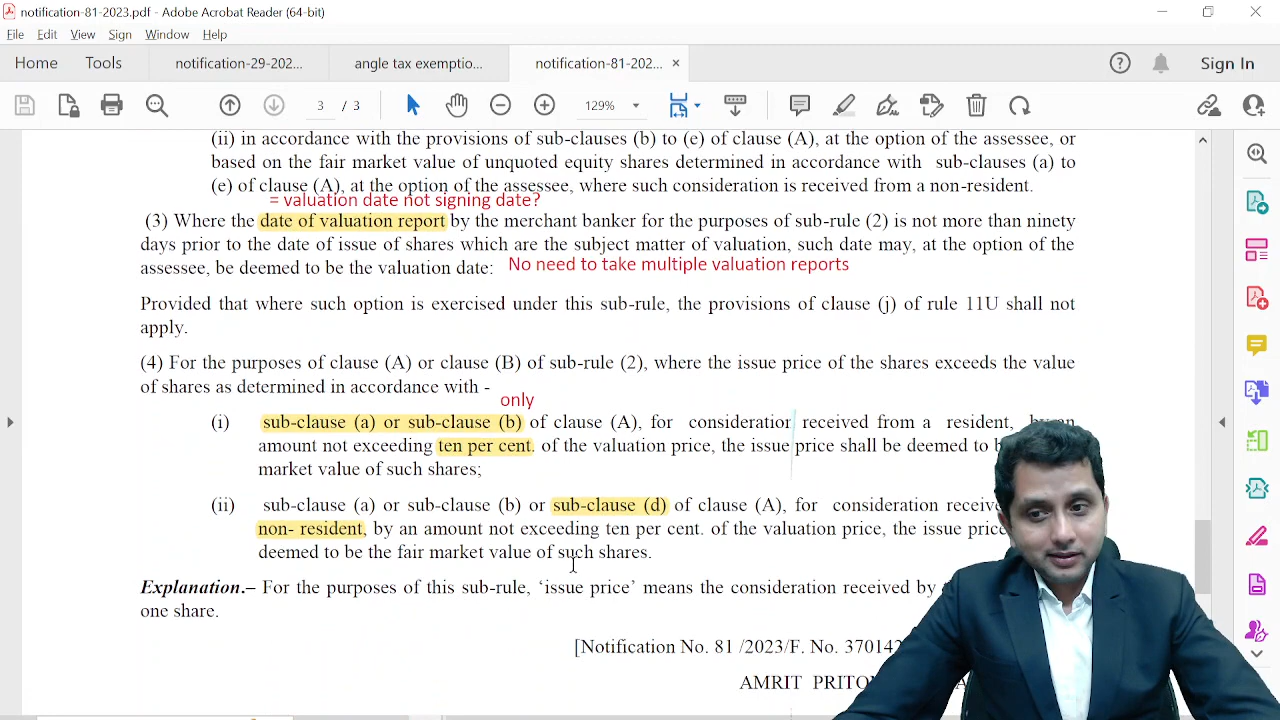 notification-81-2023.pdf - Adobe Acrobat Reader (64-bit)
File Edit View Sign Window Help
Home Tools notification-29-202... angle tax exemptio... notification-81-202... × Sign In
3 / 3 129%
(ii) in accordance with the provisions of sub-clauses (b) to (e) of clause (A), at the option of the assessee, or
based on the fair market value of unquoted equity shares determined in accordance with sub-clauses (a) to
(e) of clause (A), at the option of the assessee, where such consideration is received from a non-resident.
= valuation date not signing date?
(3) Where the date of valuation report by the merchant banker for the purposes of sub-rule (2) is not more than ninety
days prior to the date of issue of shares which are the subject matter of valuation, such date may, at the option of the
assessee, be deemed to be the valuation date: No need to take multiple valuation reports
Provided that where such option is exercised under this sub-rule, the provisions of clause (j) of rule 11U shall not
apply.
(4) For the purposes of clause (A) or clause (B) of sub-rule (2), where the issue price of the shares exceeds the value
of shares as determined in accordance with -
only
(i) sub-clause (a) or sub-clause (b) of clause (A), for consideration received from a resident, by an
amount not exceeding ten per cent. of the valuation price, the issue price shall be deemed to
market value of such shares;
(ii) sub-clause (a) or sub-clause (b) or sub-clause (d) of clause (A), for consideration
non- resident, by an amount not exceeding ten per cent. of the valuation price, the issue price
deemed to be the fair market value of such shares.
Explanation.– For the purposes of this sub-rule, ‘issue price’ means the consideration received by
one share.
[Notification No. 81 /2023/F. No.
AMRIT